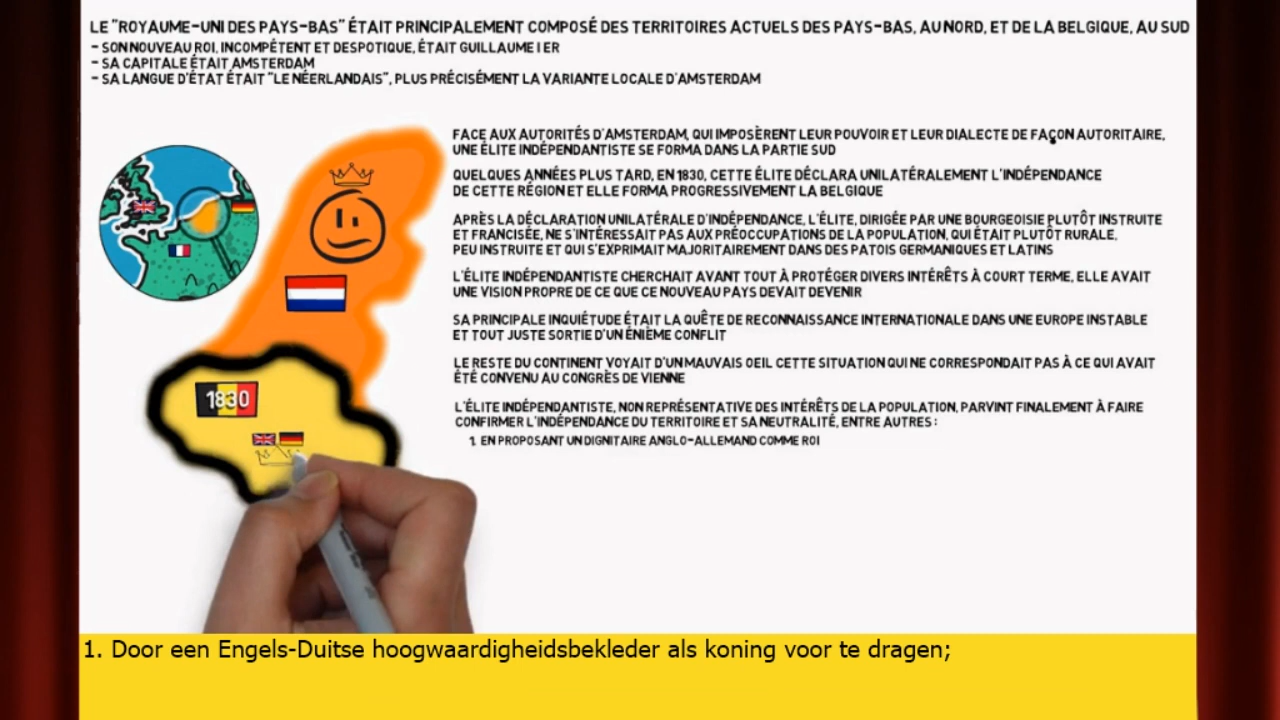 LE "ROYAUME-UNI DES PAYS-BAS" ÉTAIT PRINCIPALEMENT COMPOSÉ DES TERRITOIRES ACTUELS DES PAYS-BAS, AU NORD, ET DE LA BELGIQUE, AU SUD
- SON NOUVEAU ROI, INCOMPÉTENT ET DESPOTIQUE, ÉTAIT GUILLAUME I ER
- SA CAPITALE ÉTAIT AMSTERDAM
- SA LANGUE D'ÉTAT ÉTAIT "LE NÉERLANDAIS", PLUS PRÉCISÉMENT LA VARIANTE LOCALE D'AMSTERDAM
FACE AUX AUTORITÉS D'AMSTERDAM, QUI IMPOSÈRENT LEUR POUVOIR ET LEUR DIALECTE DE FAÇON AUTORITAIRE,
UNE ÉLITE INDÉPENDANTISTE SE FORMA DANS LA PARTIE SUD
QUELQUES ANNÉES PLUS TARD, EN 1830, CETTE ÉLITE DÉCLARA UNILATÉRALEMENT L'INDÉPENDANCE
DE CETTE RÉGION ET ELLE FORMA PROGRESSIVEMENT LA BELGIQUE
APRÈS LA DÉCLARATION UNILATÉRALE D'INDÉPENDANCE, L'ÉLITE, DIRIGÉE PAR UNE BOURGEOISIE PLUTÔT INSTRUITE
ET FRANCISÉE, NE S'INTÉRESSAIT PAS AUX PRÉOCCUPATIONS DE LA POPULATION, QUI ÉTAIT PLUTÔT RURALE,
PEU INSTRUITE ET QUI S'EXPRIMAIT MAJORITAIREMENT DANS DES PATOIS GERMANIQUES ET LATINS
L'ÉLITE INDÉPENDANTISTE CHERCHAIT AVANT TOUT À PROTÉGER DIVERS INTÉRÊTS À COURT TERME, ELLE AVAIT
UNE VISION PROPRE DE CE QUE CE NOUVEAU PAYS DEVAIT DEVENIR
SA PRINCIPALE INQUIÉTUDE ÉTAIT LA QUÊTE DE RECONNAISSANCE INTERNATIONALE DANS UNE EUROPE INSTABLE
ET TOUT JUSTE SORTIE D'UN ÉNIÈME CONFLIT
LE RESTE DU CONTINENT VOYAIT D'UN MAUVAIS OEIL CETTE SITUATION QUI NE CORRESPONDAIT PAS À CE QUI AVAIT
ÉTÉ CONVENU AU CONGRÈS DE VIENNE
L'ÉLITE INDÉPENDANTISTE, NON REPRÉSENTATIVE DES INTÉRÊTS DE LA POPULATION, PARVINT FINALEMENT À FAIRE
CONFIRMER L'INDÉPENDANCE DU TERRITOIRE ET SA NEUTRALITÉ, ENTRE AUTRES :
1. EN PROPOSANT UN DIGNITAIRE ANGLO-ALLEMAND COMME ROI
1830
1. Door een Engels-Duitse hoogwaardigheidsbekleder als koning voor te dragen;